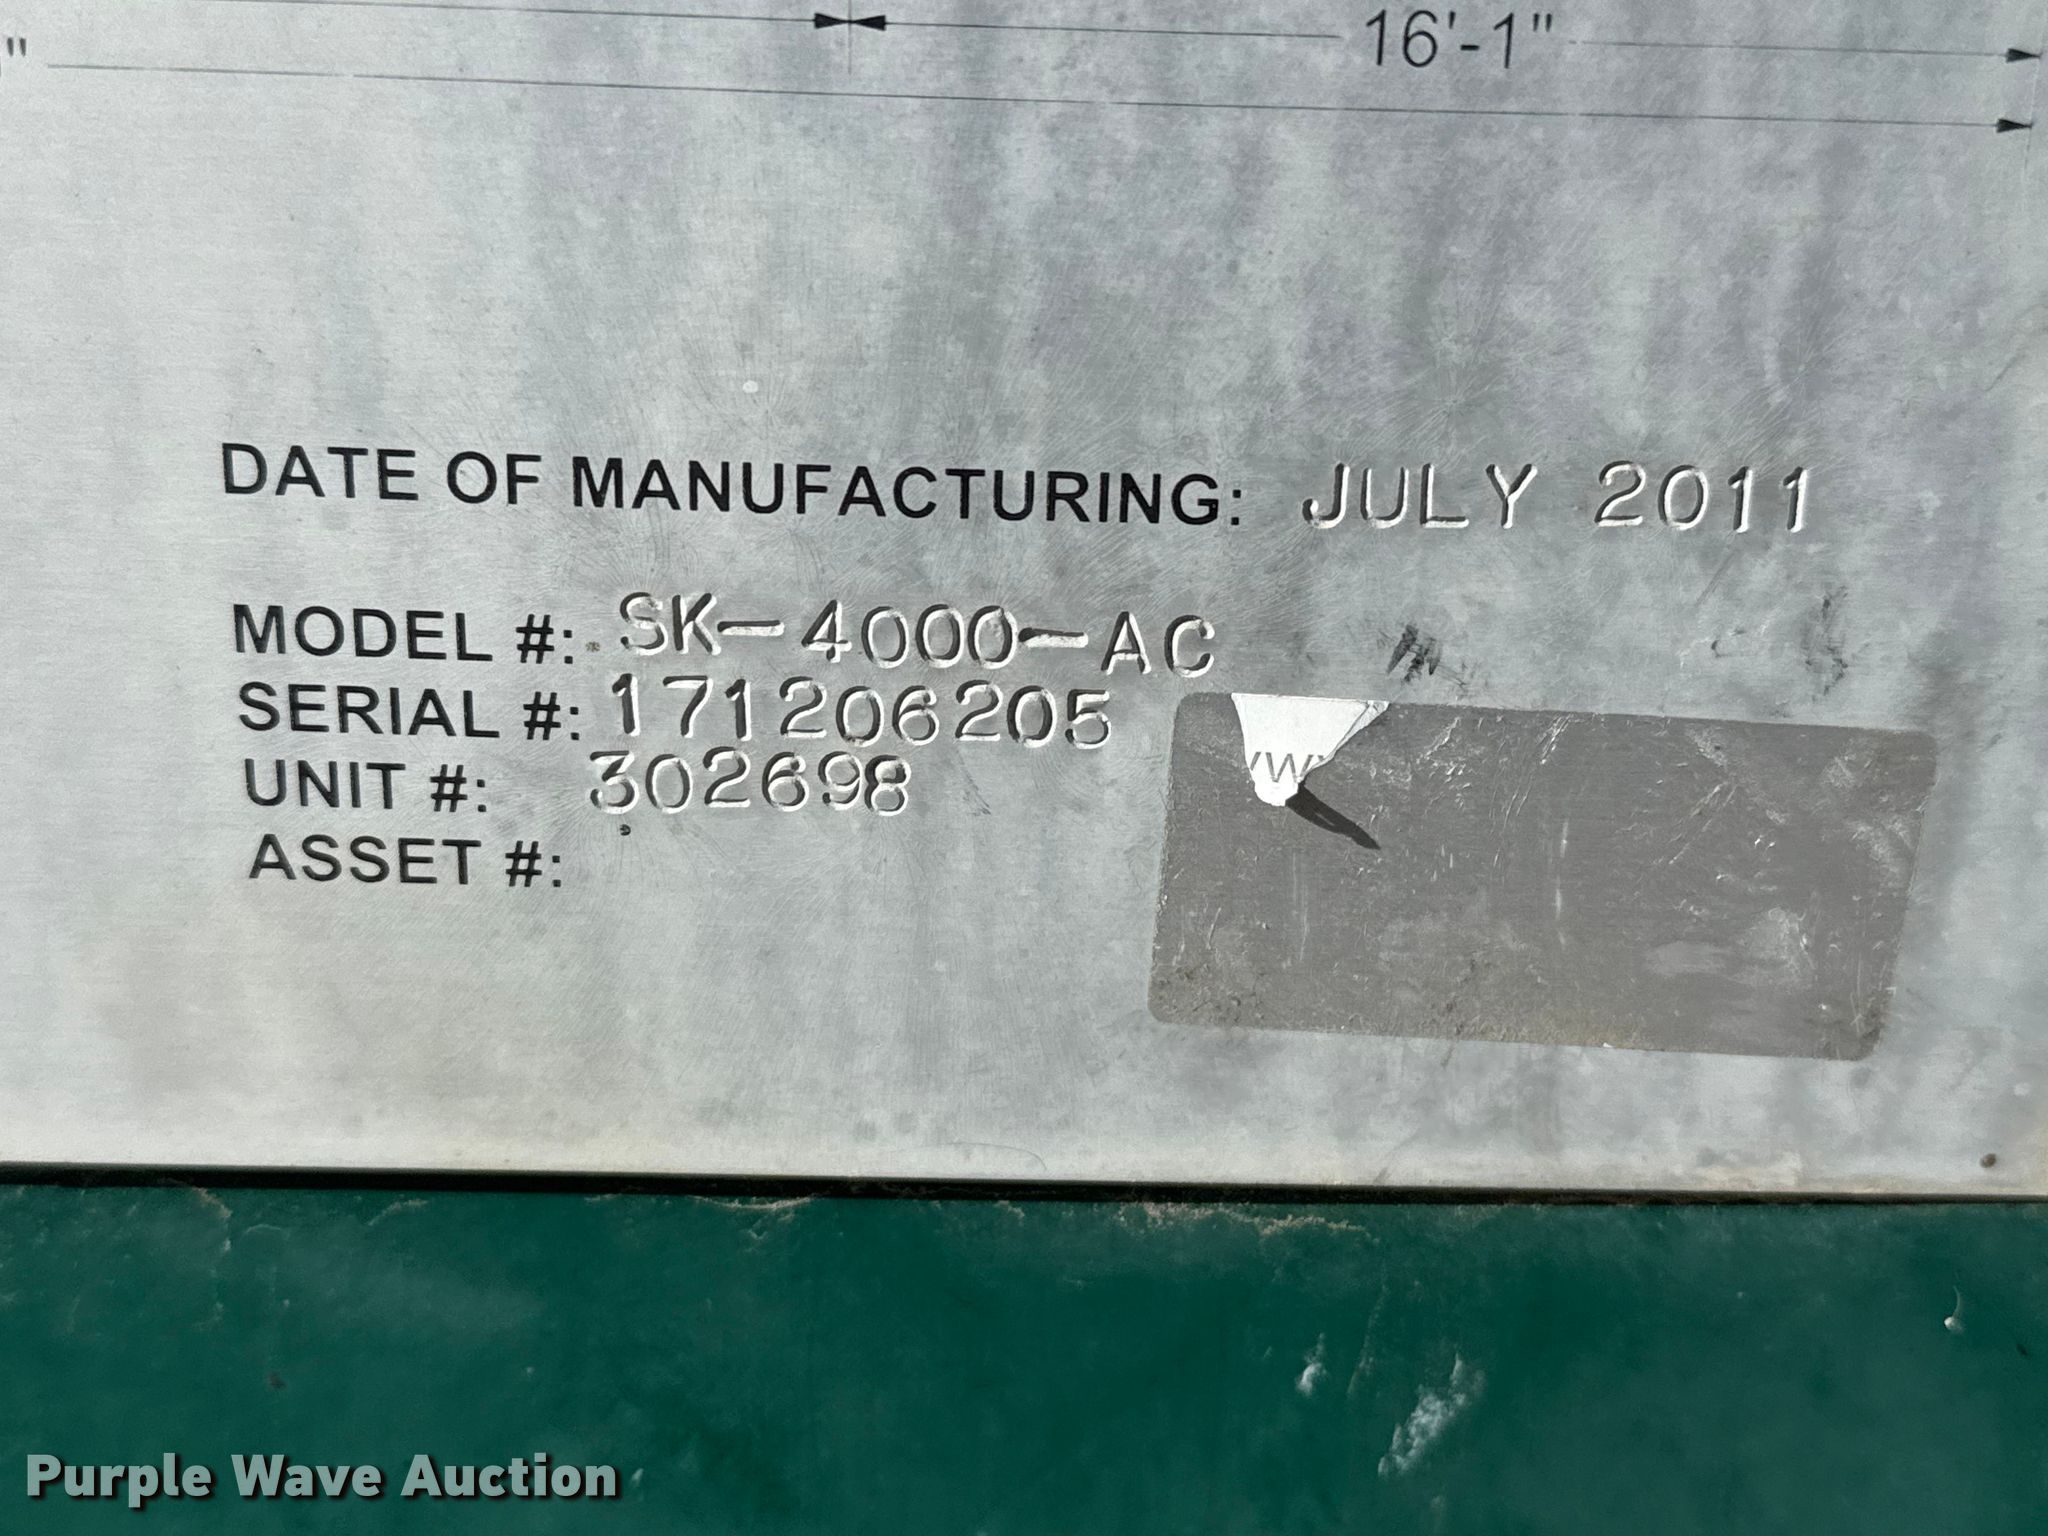 16'-1"
"
DATE OF MANUFACTURING: JULY 2011
MODEL #: SK-4000-AC
SERIAL #: 171206205
UNIT #: 302698
ASSET #:
Purple Wave Auction